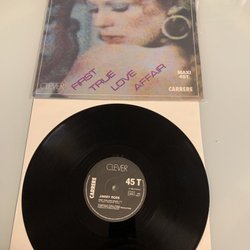 CLEVER
FIRST
TRUE
LOVE
AFFAIR
MAXI
45T.
CARRERE
CLEVER
CARRERE
45 T
JIMMY ROSS